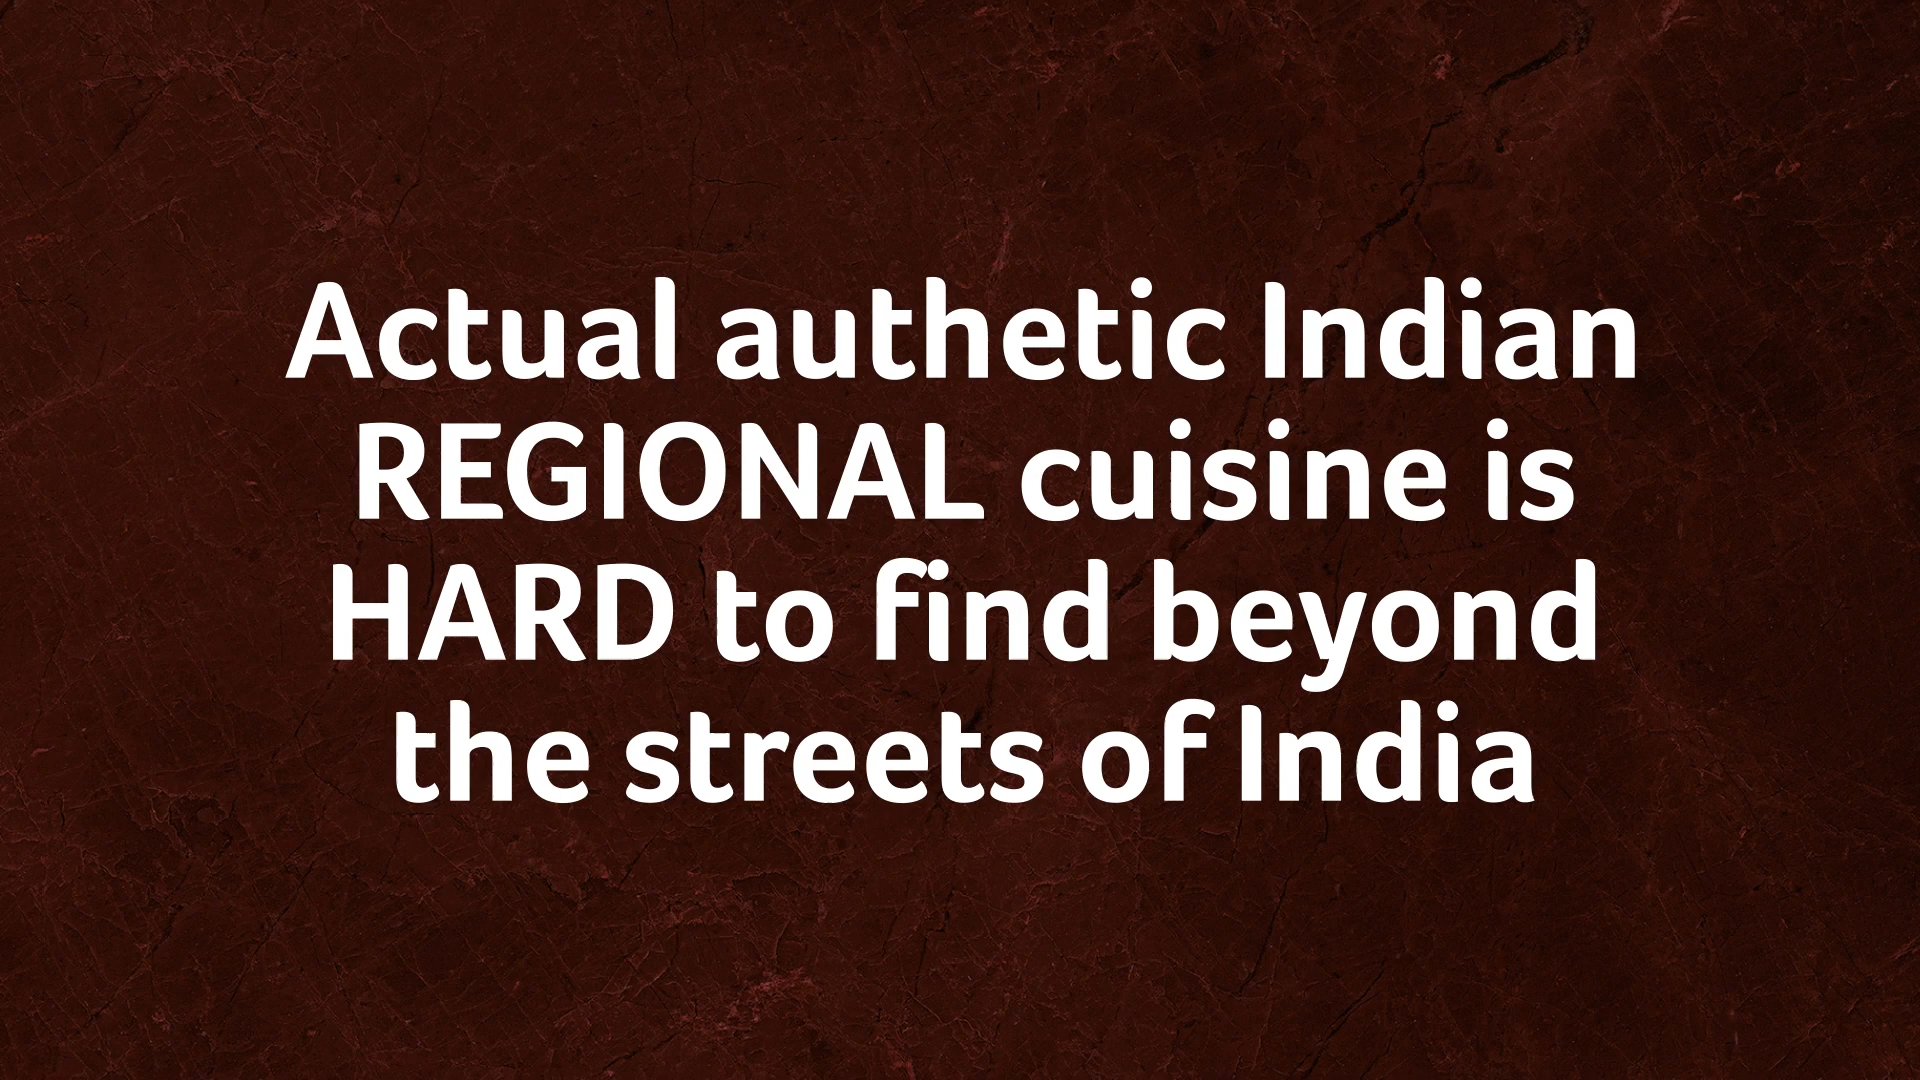 Actual authetic Indian
REGIONAL cuisine is
HARD to find beyond
the streets of India